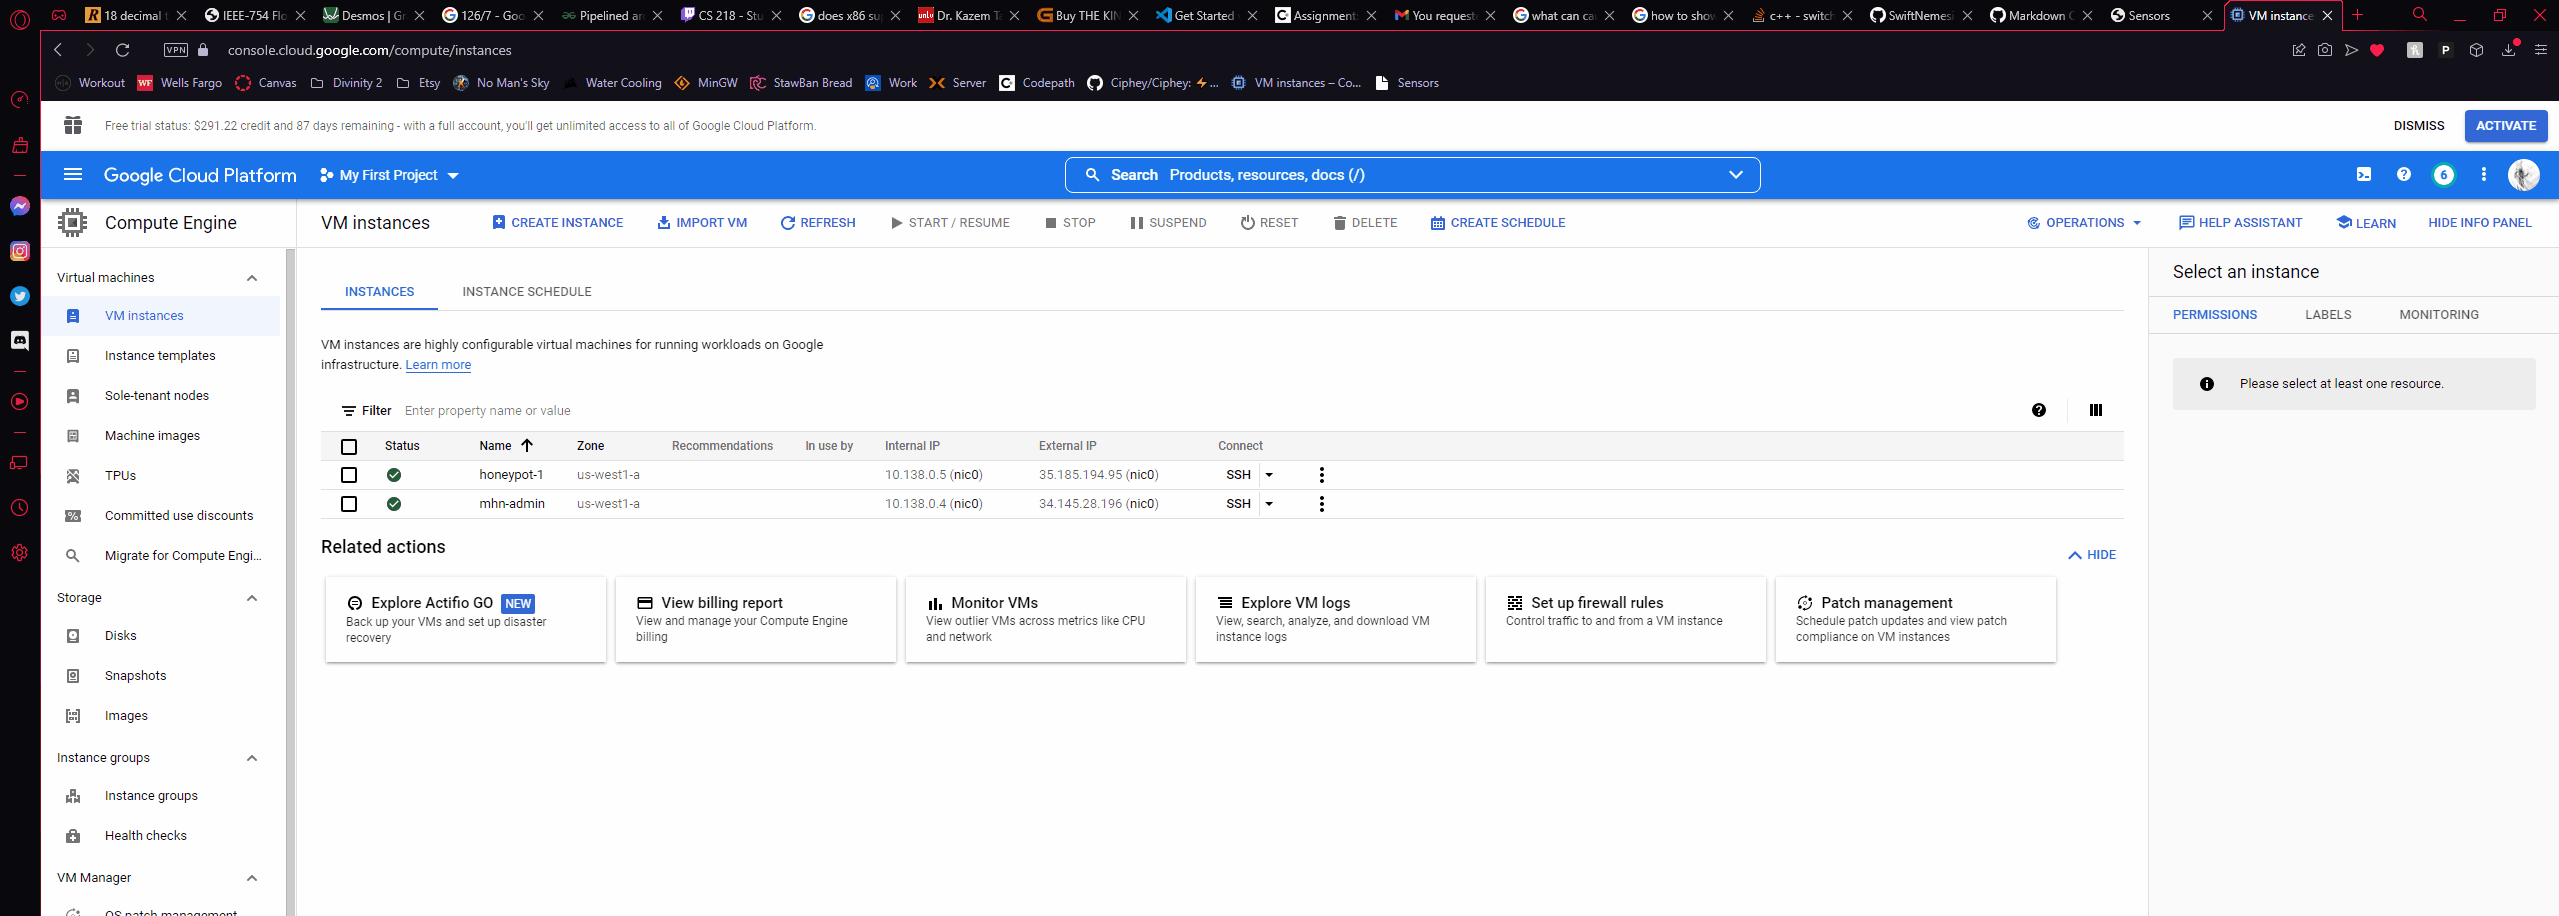 18 decimal t
IEEE-754 Flo
Desmos | Gr
126/7 - Goo
Pipelined ar
CS 218 - Stu
does x86 su
Dr. Kazem Ta
Buy THE KIN
Get Started
Assignment
You request
what can ca
how to show
c++ - switch
SwiftNemesi
Markdown C
Sensors
VM instance
VPN
console.cloud.google.com/compute/instances
Workout
Wells Fargo
Canvas
Divinity 2
Etsy
No Man's Sky
Water Cooling
MinGW
StawBan Bread
Work
Server
Codepath
Ciphey/Ciphey: ⚡...
VM instances – Co...
Sensors
Free trial status: $291.22 credit and 87 days remaining - with a full account, you'll get unlimited access to all of Google Cloud Platform.
DISMISS
ACTIVATE
Google Cloud Platform
My First Project
Search Products, resources, docs (/)
6
Compute Engine
VM instances
CREATE INSTANCE
IMPORT VM
REFRESH
START / RESUME
STOP
SUSPEND
RESET
DELETE
CREATE SCHEDULE
OPERATIONS
HELP ASSISTANT
LEARN
HIDE INFO PANEL
Virtual machines
VM instances
Instance templates
Sole-tenant nodes
Machine images
TPUs
Committed use discounts
Migrate for Compute Engi...
Storage
Disks
Snapshots
Images
Instance groups
Instance groups
Health checks
VM Manager
OS patch management
INSTANCES
INSTANCE SCHEDULE
VM instances are highly configurable virtual machines for running workloads on Google
infrastructure. Learn more
Filter Enter property name or value
Status Name Zone Recommendations In use by Internal IP External IP Connect
honeypot-1 us-west1-a 10.138.0.5 (nic0) 35.185.194.95 (nic0) SSH
mhn-admin us-west1-a 10.138.0.4 (nic0) 34.145.28.196 (nic0) SSH
Related actions
HIDE
Explore Actifio GO NEW
Back up your VMs and set up disaster
recovery
View billing report
View and manage your Compute Engine
billing
Monitor VMs
View outlier VMs across metrics like CPU
and network
Explore VM logs
View, search, analyze, and download VM
instance logs
Set up firewall rules
Control traffic to and from a VM instance
Patch management
Schedule patch updates and view patch
compliance on VM instances
Select an instance
PERMISSIONS
LABELS
MONITORING
Please select at least one resource.